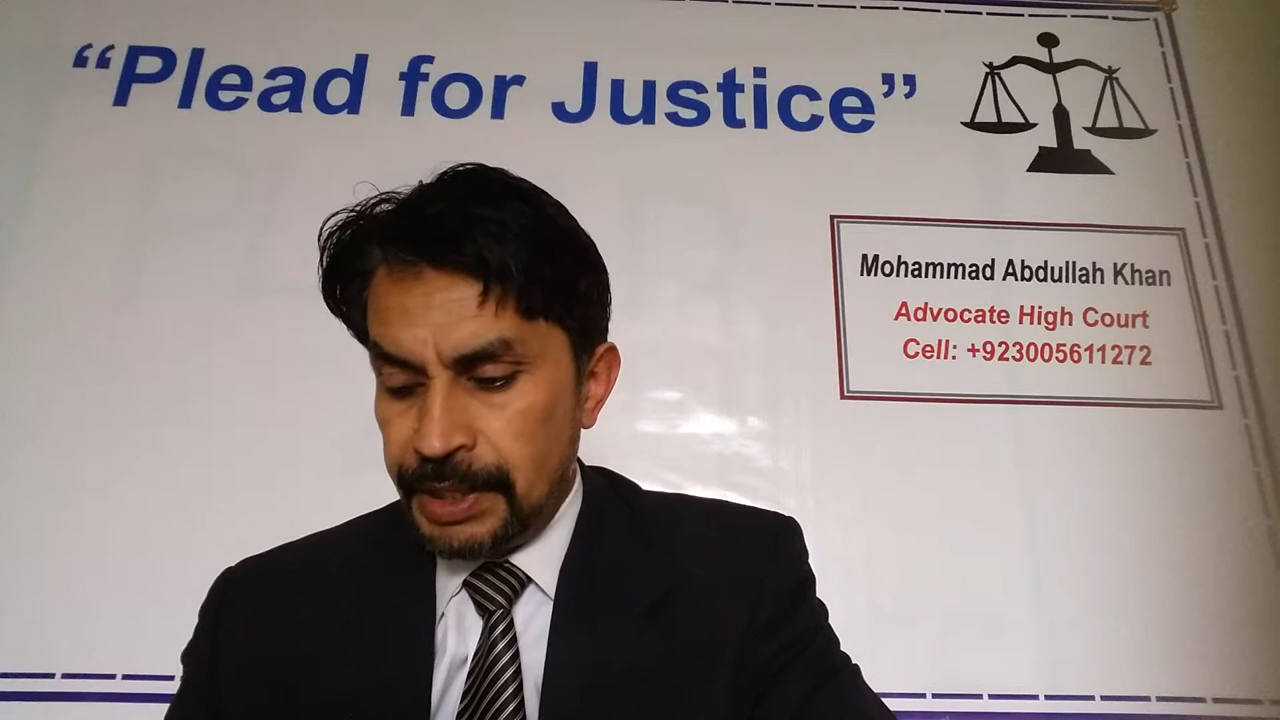 “Plead for Justice”
Mohammad Abdullah Khan
Advocate High Court
Cell: +923005611272